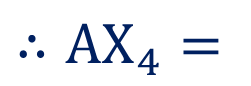 ∴ AX₄ =